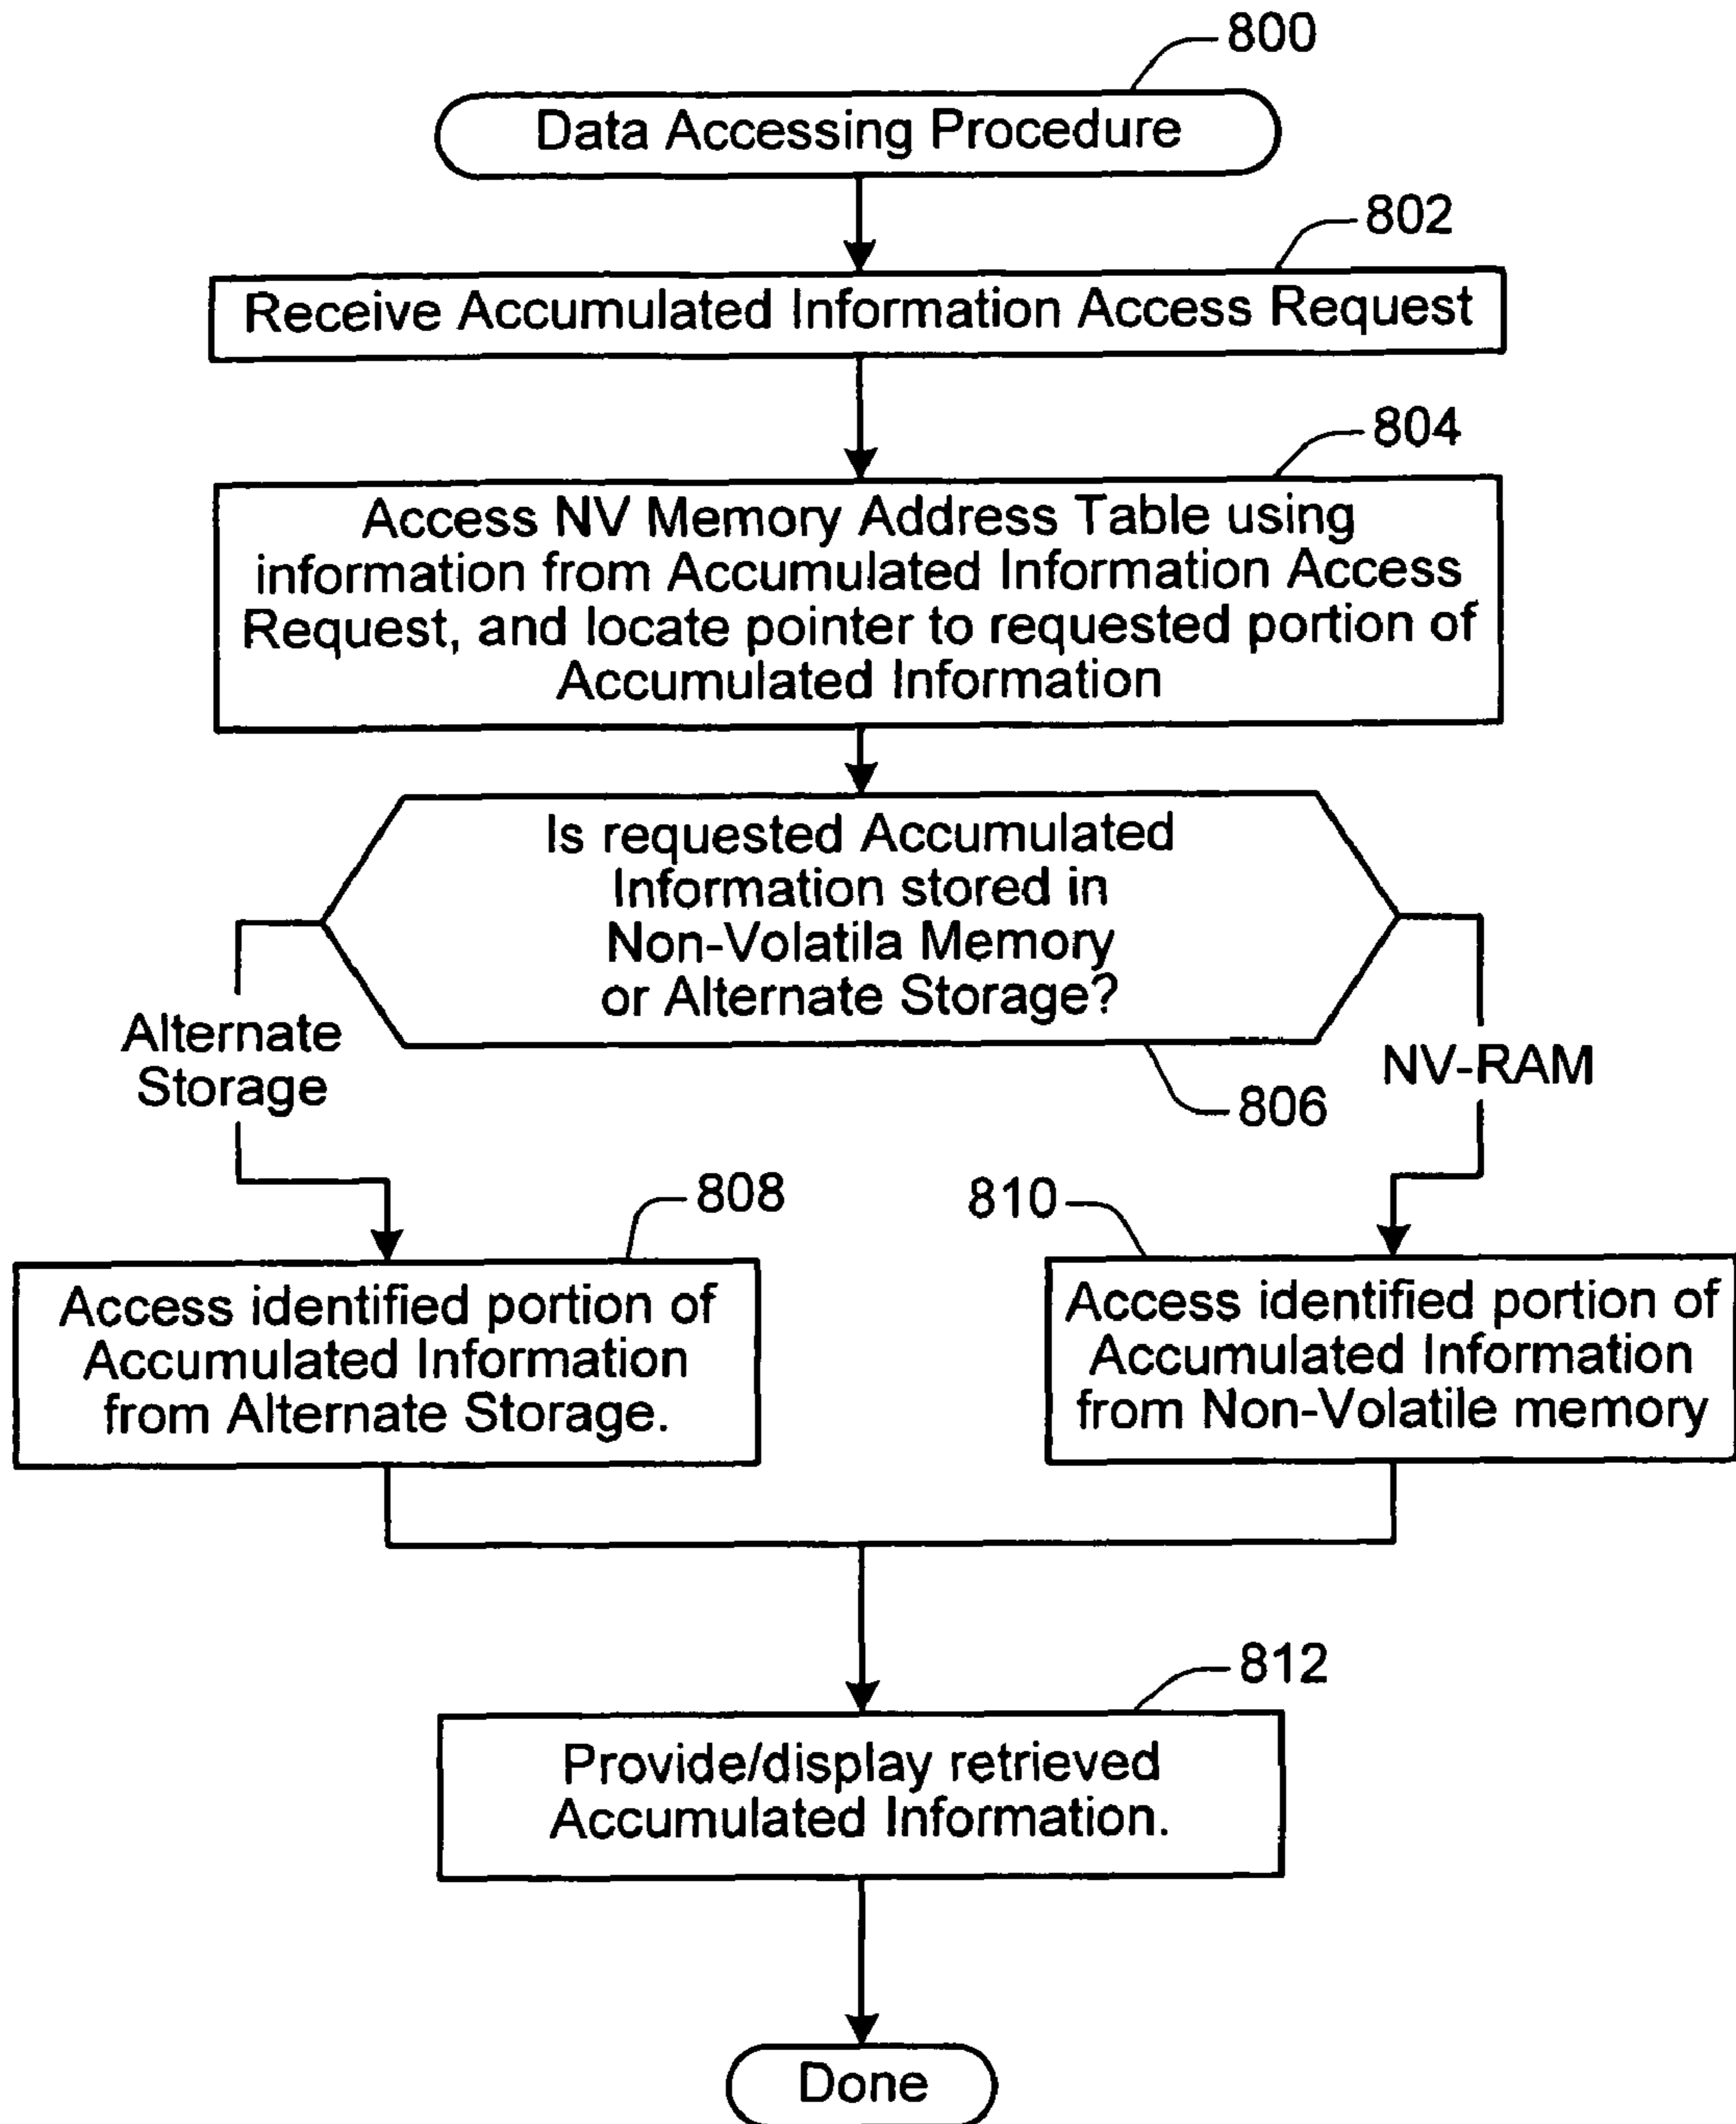 800
Data Accessing Procedure
802
Receive Accumulated Information Access Request
804
Access NV Memory Address Table using
information from Accumulated Information Access
Request, and locate pointer to requested portion of
Accumulated Information
Is requested Accumulated
Information stored in
Non-Volatila Memory
or Alternate Storage?
Alternate
Storage
NV-RAM
806
808
810
Access identified portion of
Accumulated Information
from Alternate Storage.
Access identified portion of
Accumulated Information
from Non-Volatile memory
812
Provide/display retrieved
Accumulated Information.
Done